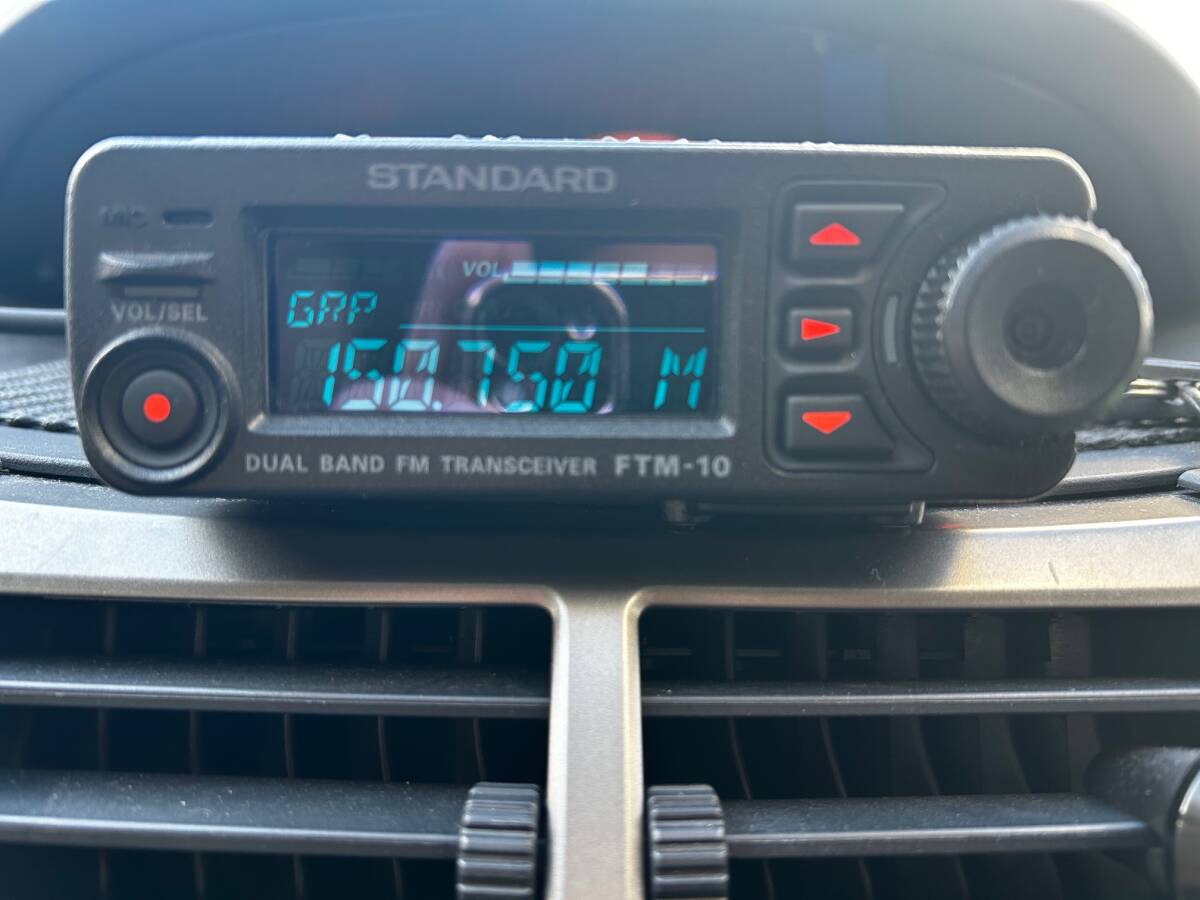 STANDARD
MIC
VOL/SEL
VOL
GRP
150.750 M
DUAL BAND FM TRANSCEIVER FTM-10